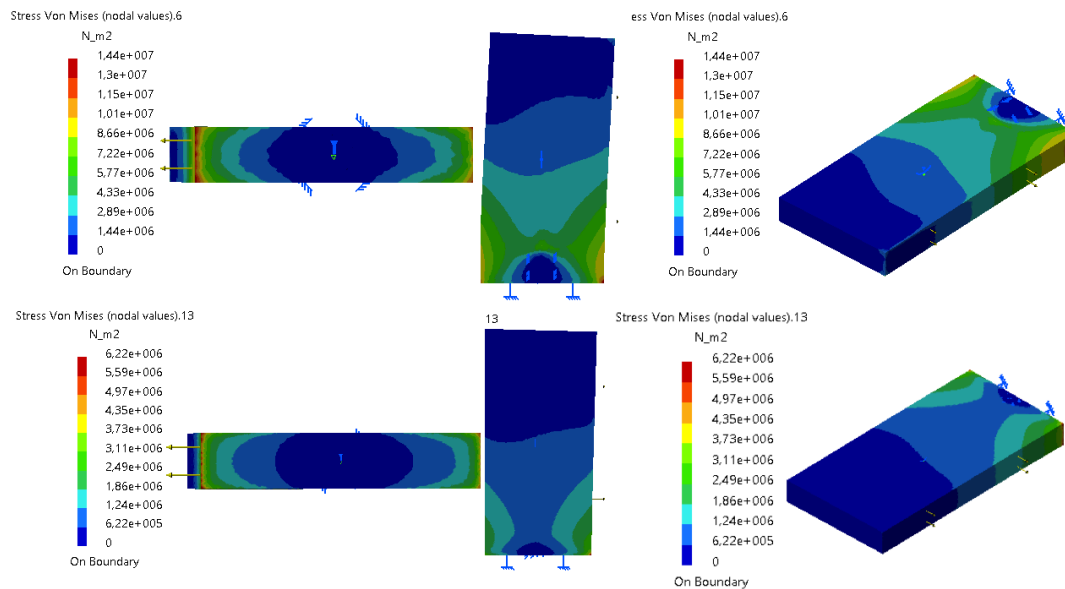 Stress Von Mises (nodal values).6
N_m2
1,44e+007
1,3e+007
1,15e+007
1,01e+007
8,66e+006
7,22e+006
5,77e+006
4,33e+006
2,89e+006
1,44e+006
0
On Boundary
ess Von Mises (nodal values).6
N_m2
1,44e+007
1,3e+007
1,15e+007
1,01e+007
8,66e+006
7,22e+006
5,77e+006
4,33e+006
2,89e+006
1,44e+006
0
On Boundary
Stress Von Mises (nodal values).13
N_m2
6,22e+006
5,59e+006
4,97e+006
4,35e+006
3,73e+006
3,11e+006
2,49e+006
1,86e+006
1,24e+006
6,22e+005
0
On Boundary
13
Stress Von Mises (nodal values).13
N_m2
6,22e+006
5,59e+006
4,97e+006
4,35e+006
3,73e+006
3,11e+006
2,49e+006
1,86e+006
1,24e+006
6,22e+005
0
On Boundary